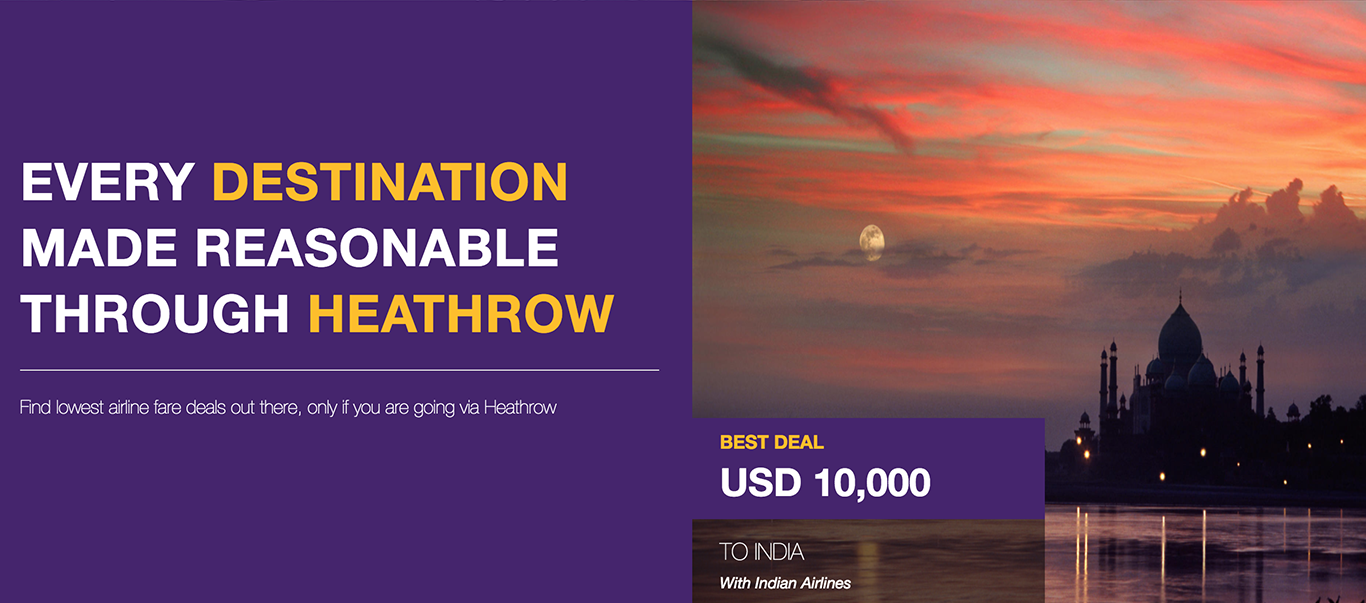 EVERY DESTINATION
MADE REASONABLE
THROUGH HEATHROW
Find lowest airline fare deals out there, only if you are going via Heathrow
BEST DEAL
USD 10,000
TO INDIA
With Indian Airlines